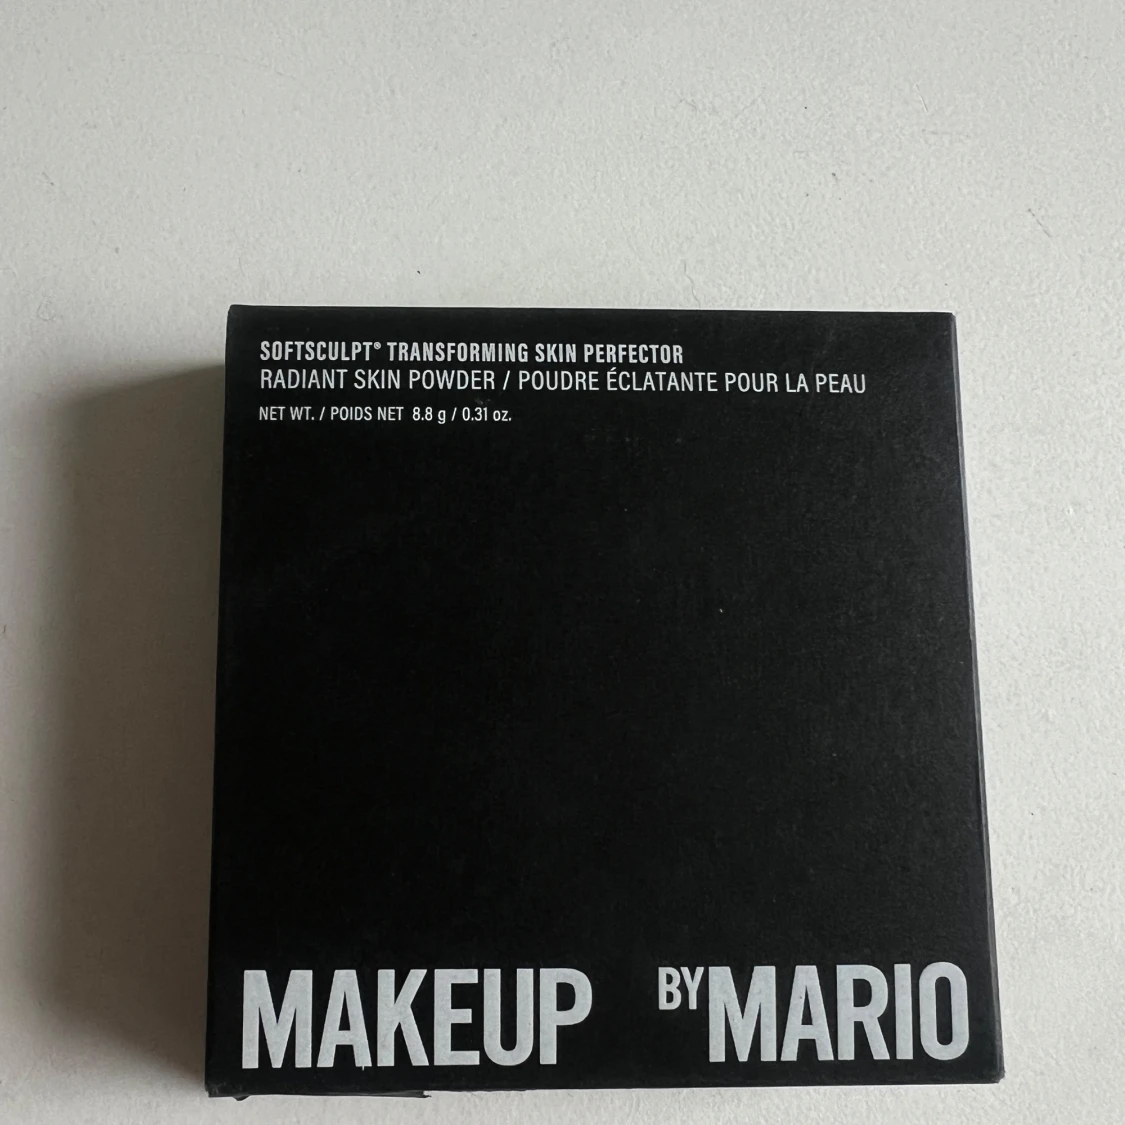 SOFTSCULPT® TRANSFORMING SKIN PERFECTOR
RADIANT SKIN POWDER / POUDRE ÉCLATANTE POUR LA PEAU
NET WT. / POIDS NET 8.8 g / 0.31 oz.
MAKEUP BY MARIO